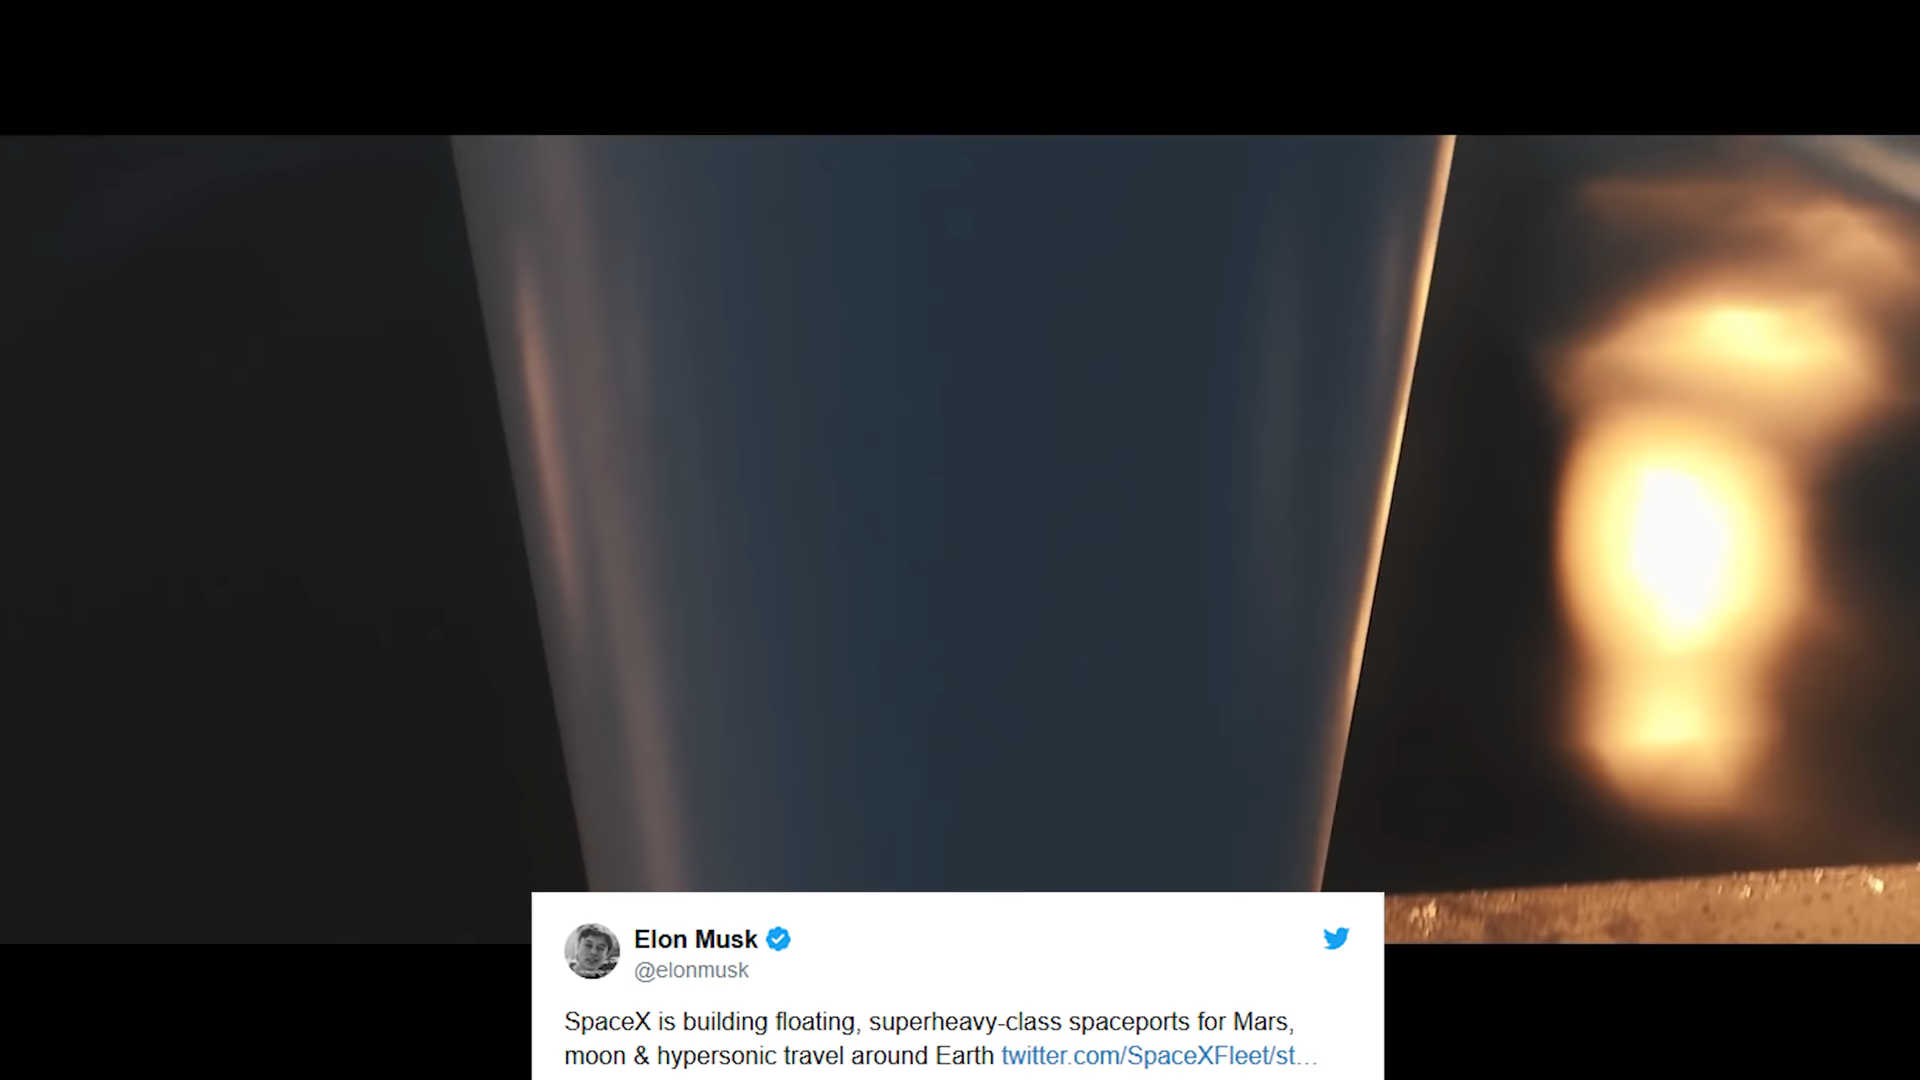 Elon Musk
@elonmusk
SpaceX is building floating, superheavy-class spaceports for Mars,
moon & hypersonic travel around Earth twitter.com/SpaceXFleet/st…